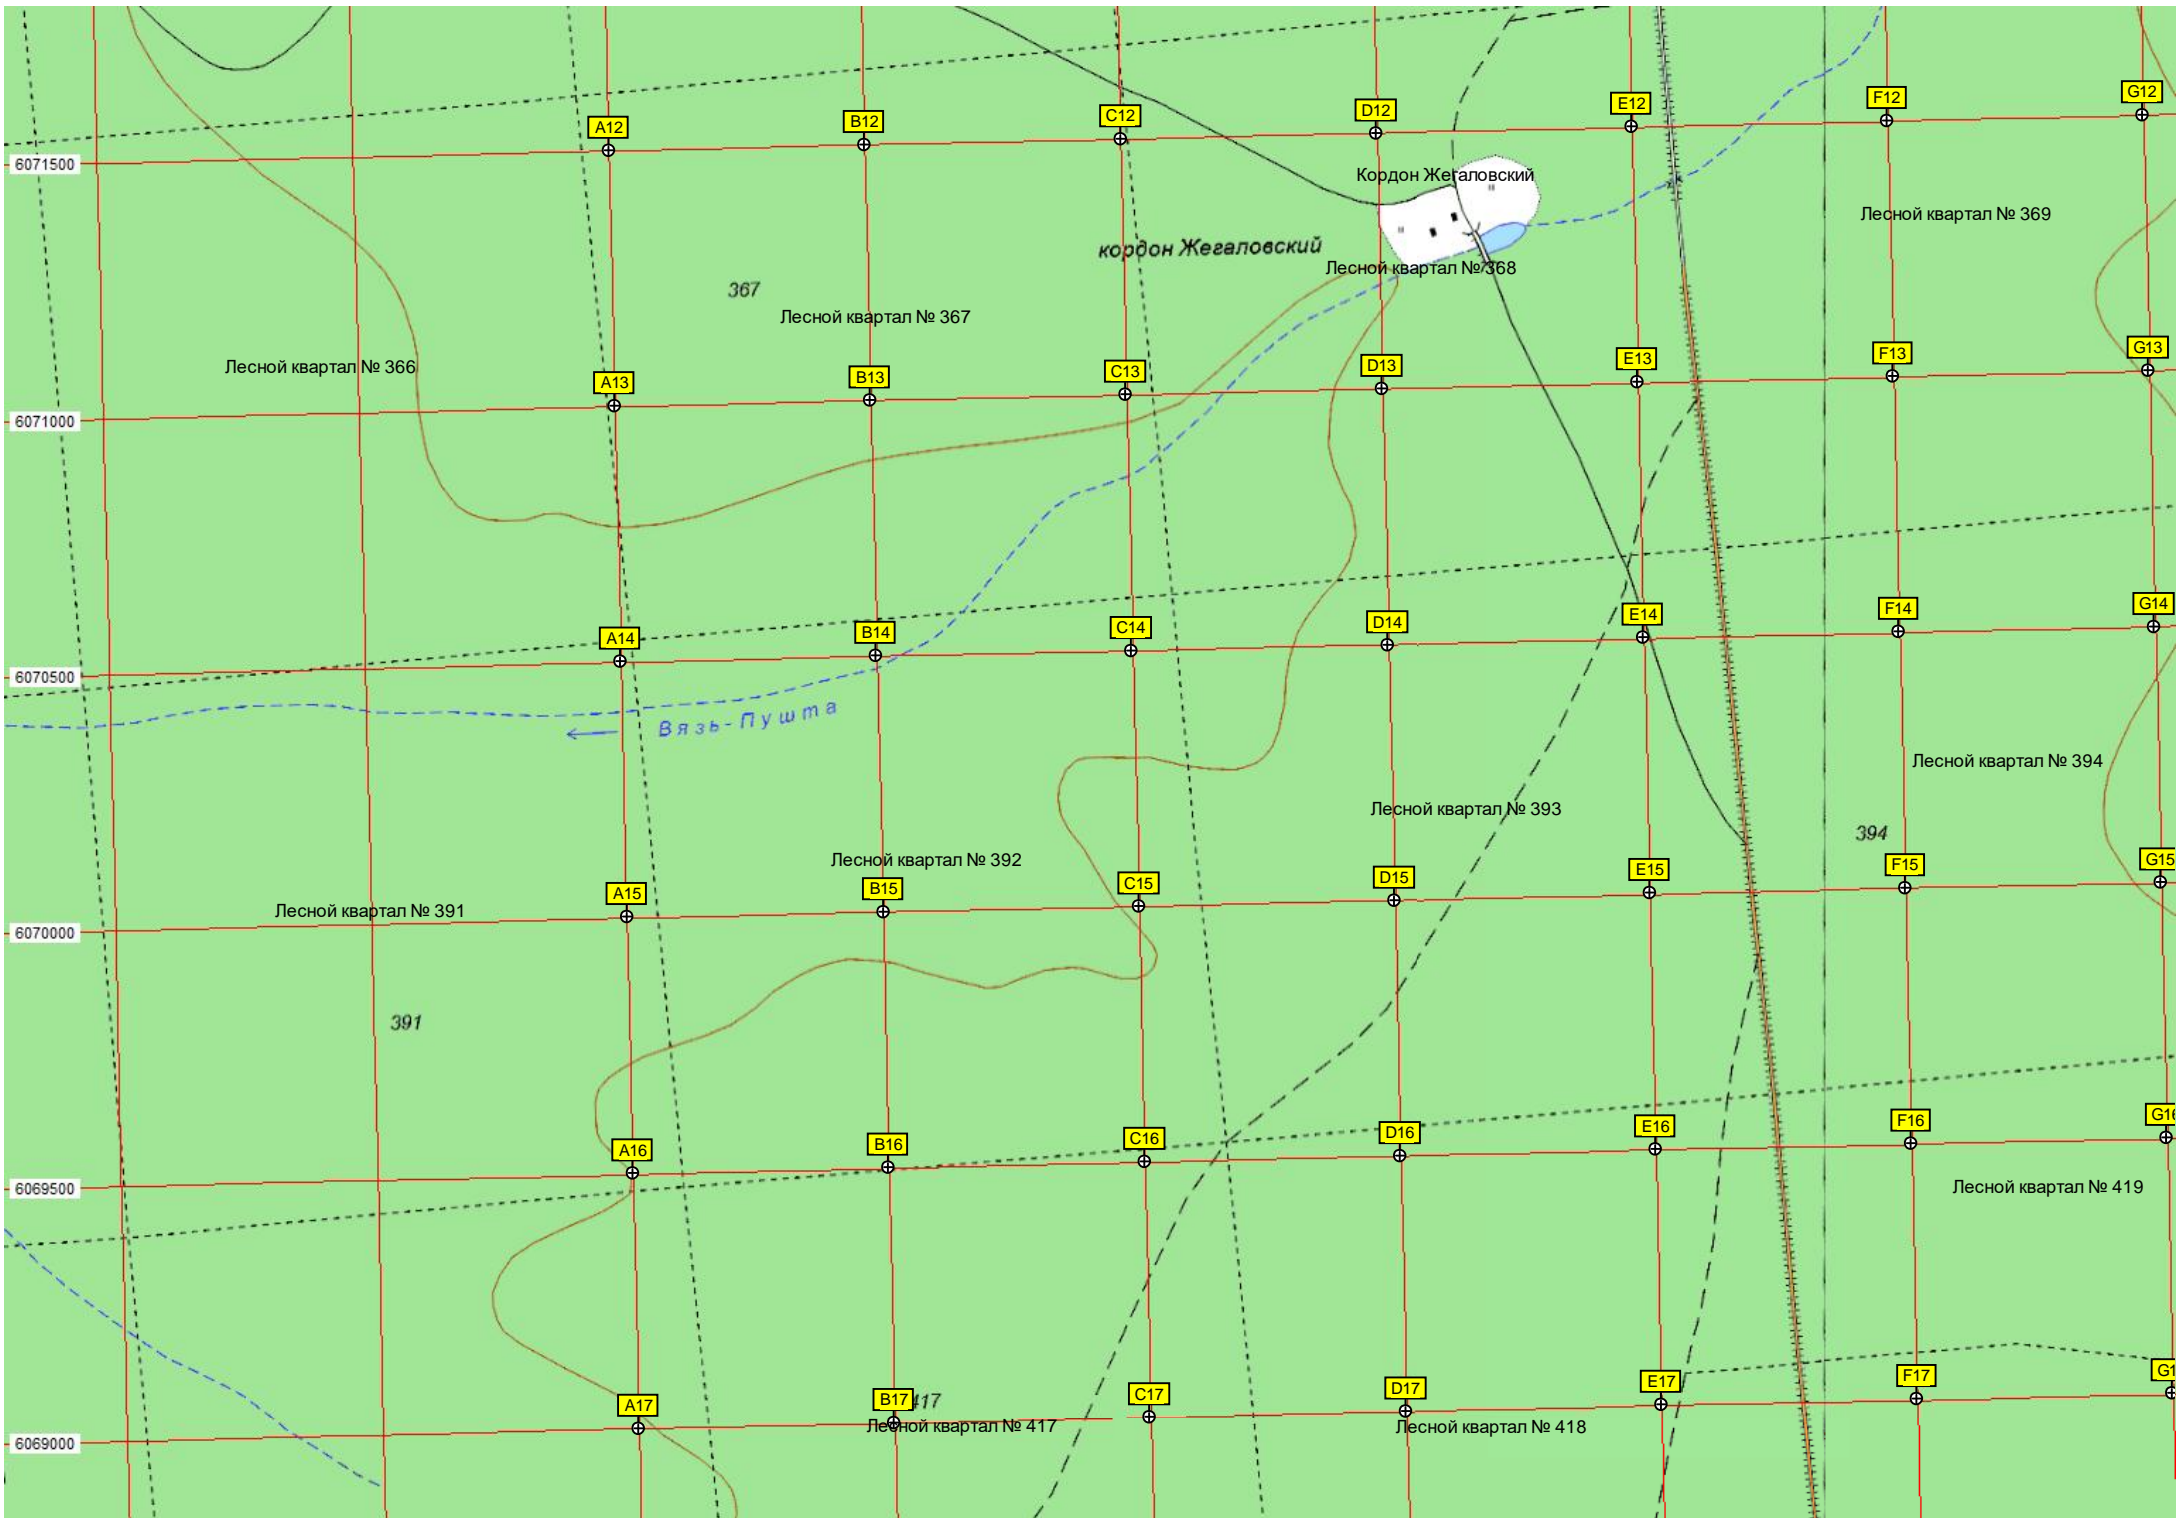 A12
B12
C12
D12
E12
F12
G12
6071500
Кордон Жегаловский
Лесной квартал № 369
кордон Жегаловский
Лесной квартал № 368
367
Лесной квартал № 367
Лесной квартал № 366
A13
B13
C13
D13
E13
F13
G13
6071000
A14
B14
C14
D14
E14
F14
G14
6070500
Вязь-Пушта
Лесной квартал № 394
Лесной квартал № 393
394
Лесной квартал № 392
A15
B15
C15
D15
E15
F15
G15
Лесной квартал № 391
6070000
391
A16
B16
C16
D16
E16
F16
G16
6069500
Лесной квартал № 419
A17
B17
417
C17
D17
E17
F17
G1
Лесной квартал № 417
Лесной квартал № 418
6069000